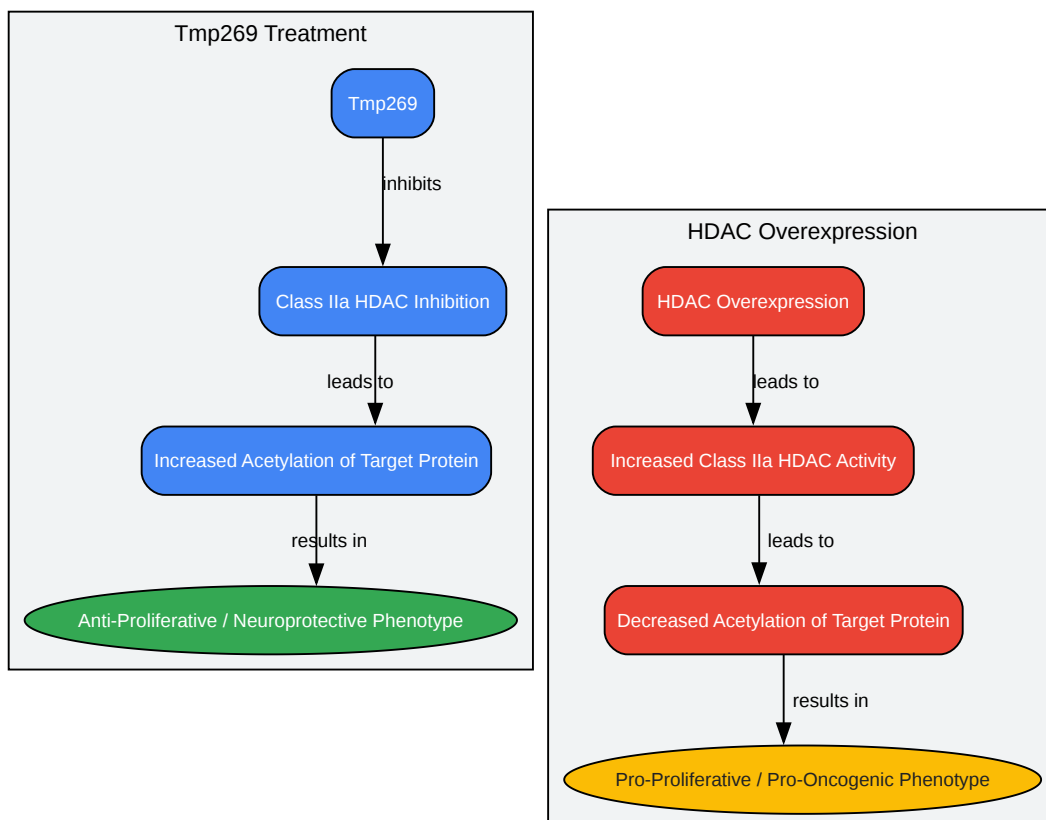 Tmp269 Treatment
Tmp269
inhibits
Class IIa HDAC Inhibition
leads to
Increased Acetylation of Target Protein
results in
Anti-Proliferative / Neuroprotective Phenotype
HDAC Overexpression
HDAC Overexpression
leads to
Increased Class IIa HDAC Activity
leads to
Decreased Acetylation of Target Protein
results in
Pro-Proliferative / Pro-Oncogenic Phenotype